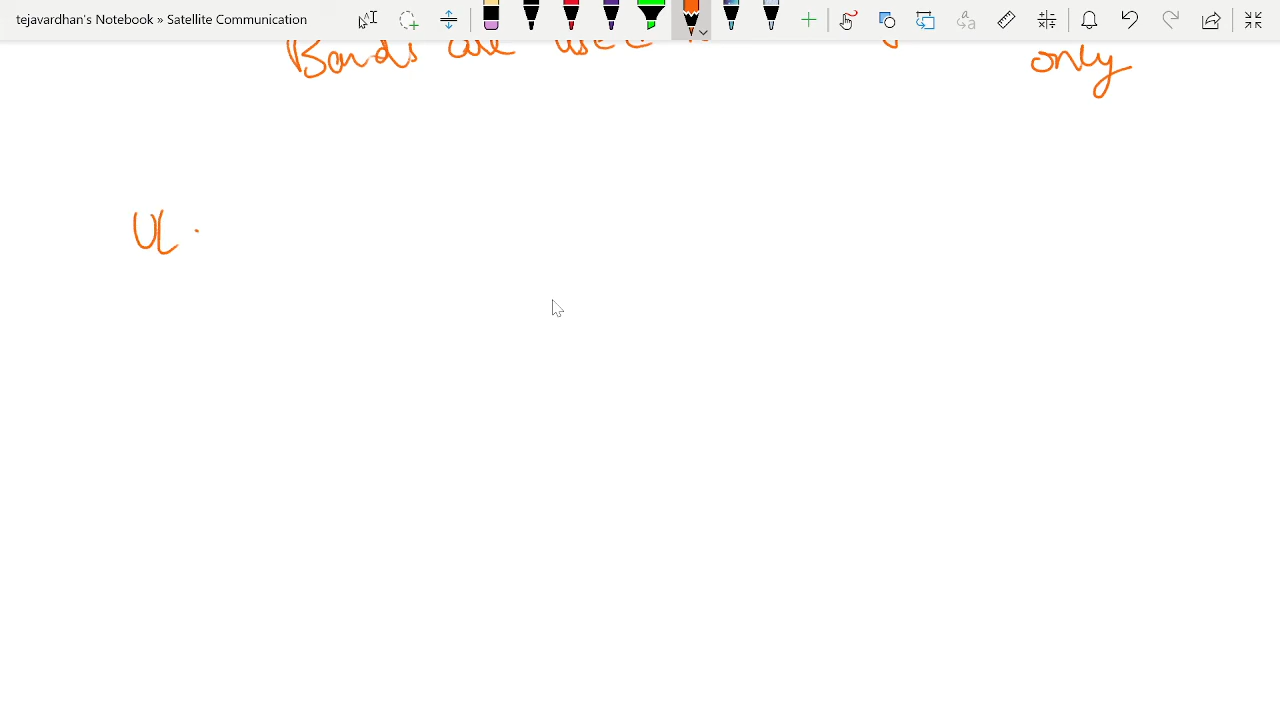 tejavardhan's Notebook » Satellite Communication
Bands are used
only
UL